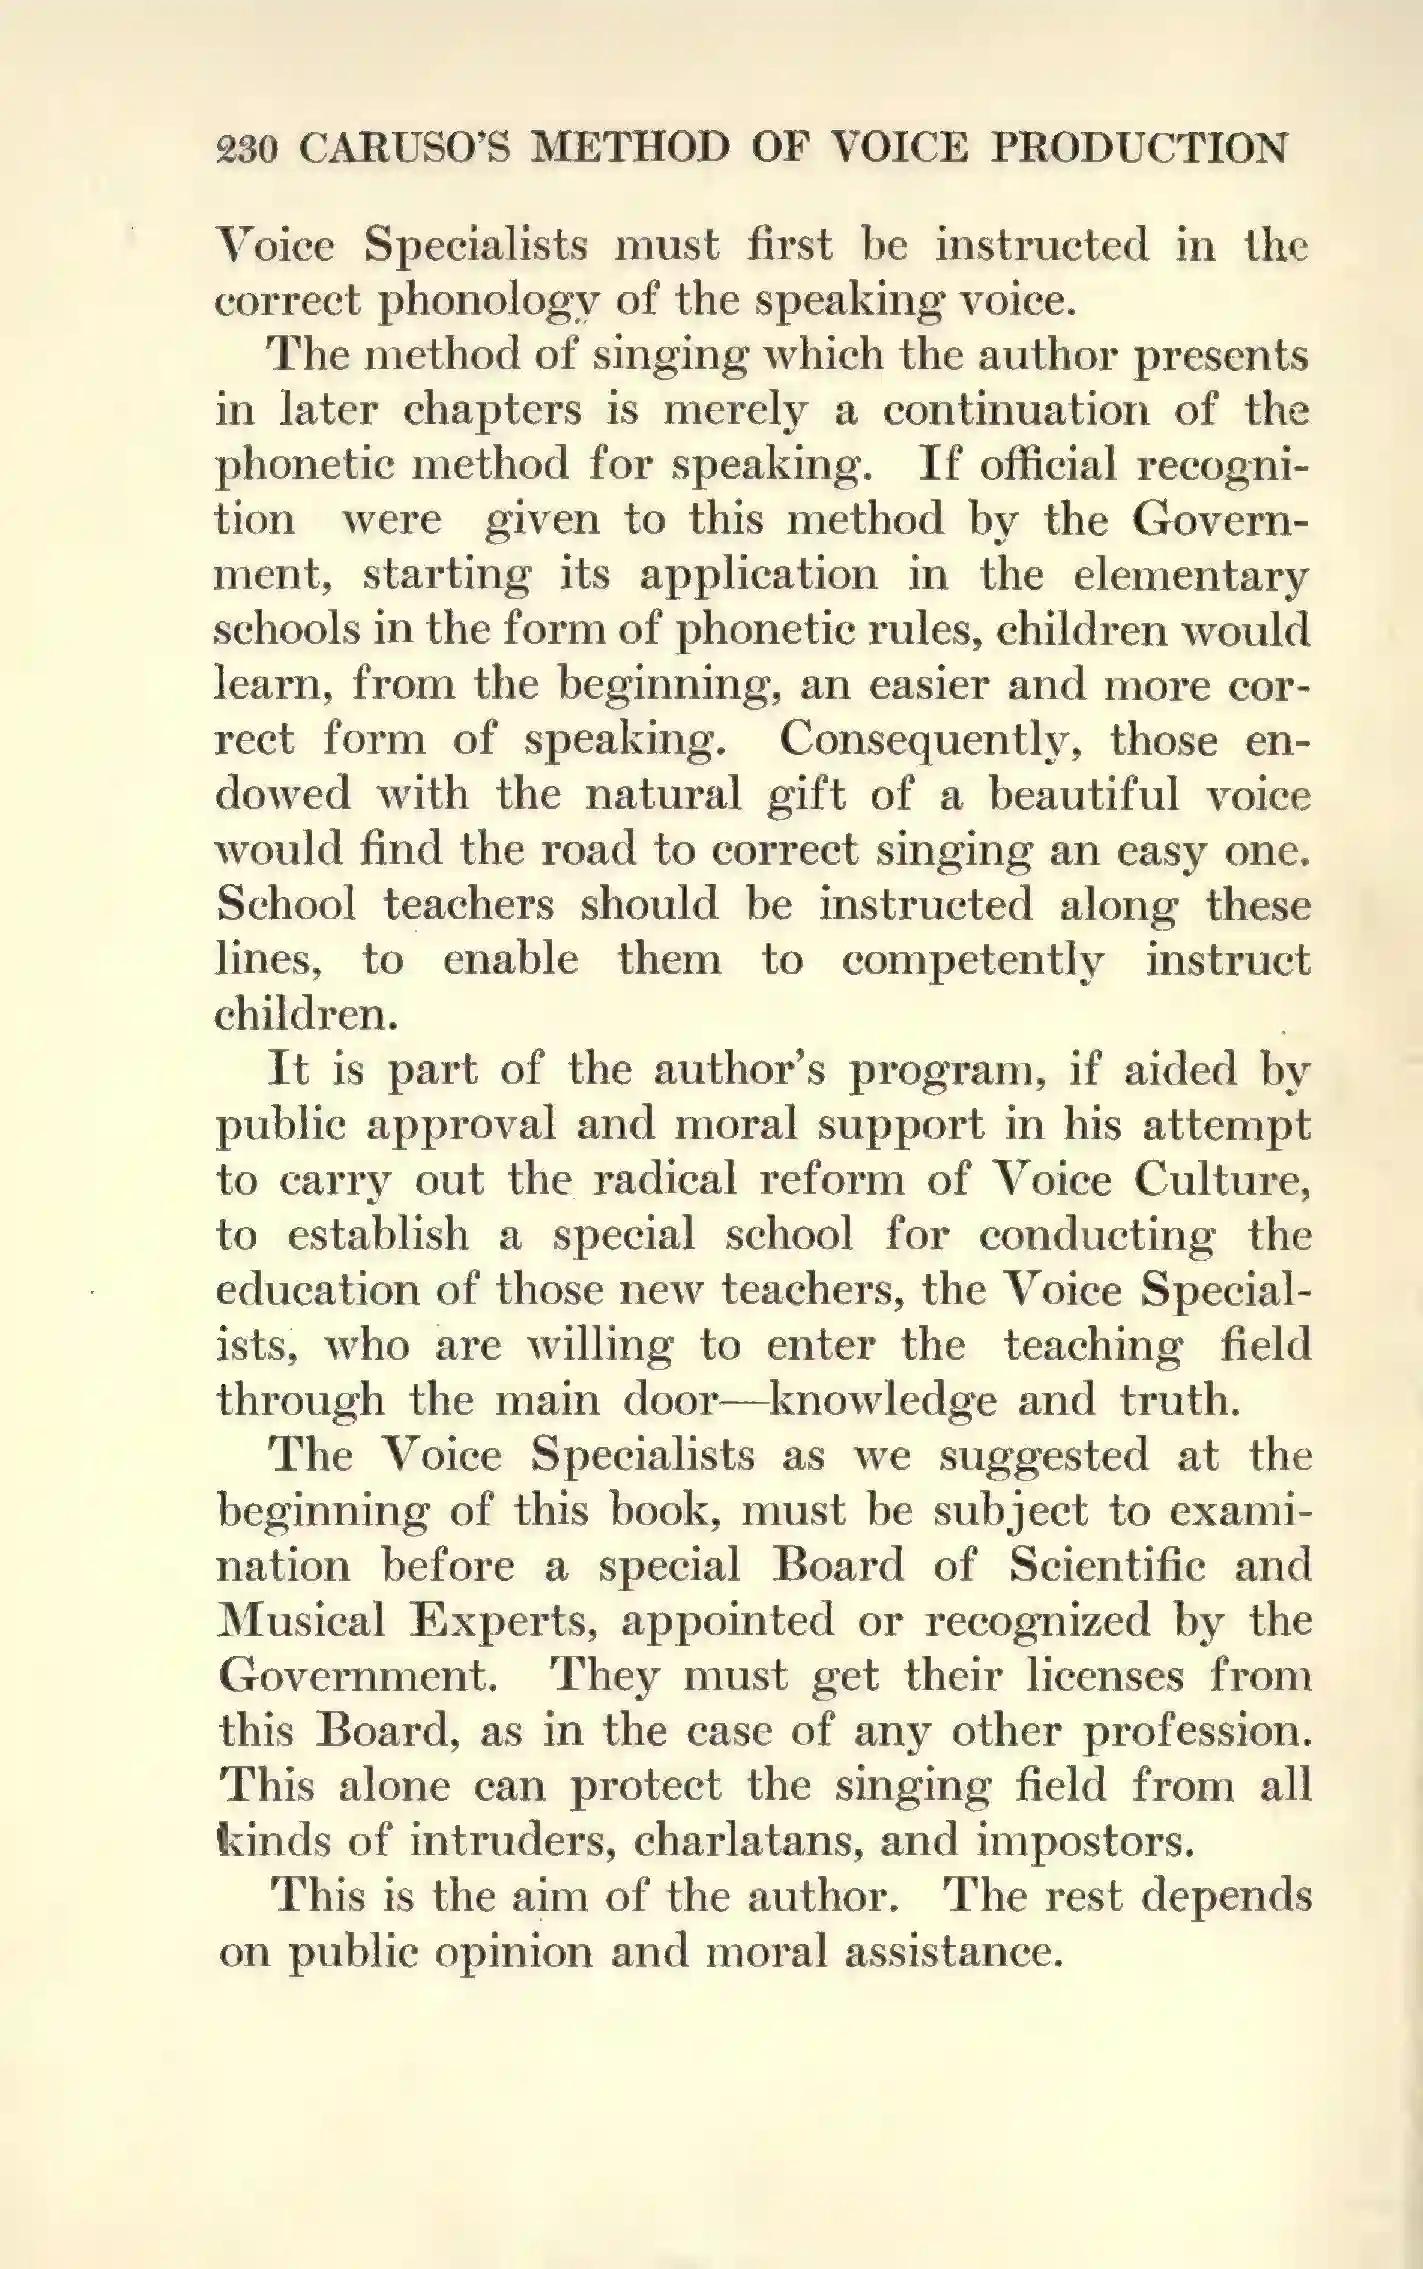 230 CARUSO'S METHOD OF VOICE PRODUCTION
Voice Specialists must first be instructed in the
correct phonology of the speaking voice.
The method of singing which the author presents
in later chapters is merely a continuation of the
phonetic method for speaking. If official recogni-
tion were given to this method by the Govern-
ment, starting its application in the elementary
schools in the form of phonetic rules, children would
learn, from the beginning, an easier and more cor-
rect form of speaking. Consequently, those en-
dowed with the natural gift of a beautiful voice
would find the road to correct singing an easy one.
School teachers should be instructed along these
lines, to enable them to competently instruct
children.
It is part of the author's program, if aided by
public approval and moral support in his attempt
to carry out the radical reform of Voice Culture,
to establish a special school for conducting the
education of those new teachers, the Voice Special-
ists, who are willing to enter the teaching field
through the main door—knowledge and truth.
The Voice Specialists as we suggested at the
beginning of this book, must be subject to exami-
nation before a special Board of Scientific and
Musical Experts, appointed or recognized by the
Government. They must get their licenses from
this Board, as in the case of any other profession.
This alone can protect the singing field from all
kinds of intruders, charlatans, and impostors.
This is the aim of the author. The rest depends
on public opinion and moral assistance.